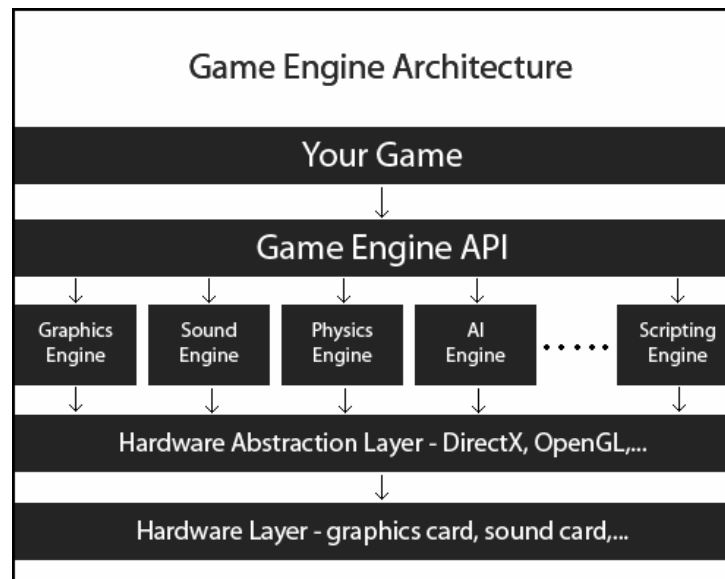 Game Engine Architecture
Your Game
Game Engine API
Graphics
Engine
Sound
Engine
Physics
Engine
AI
Engine
.....
Scripting
Engine
Hardware Abstraction Layer - DirectX, OpenGL,...
Hardware Layer - graphics card, sound card,...